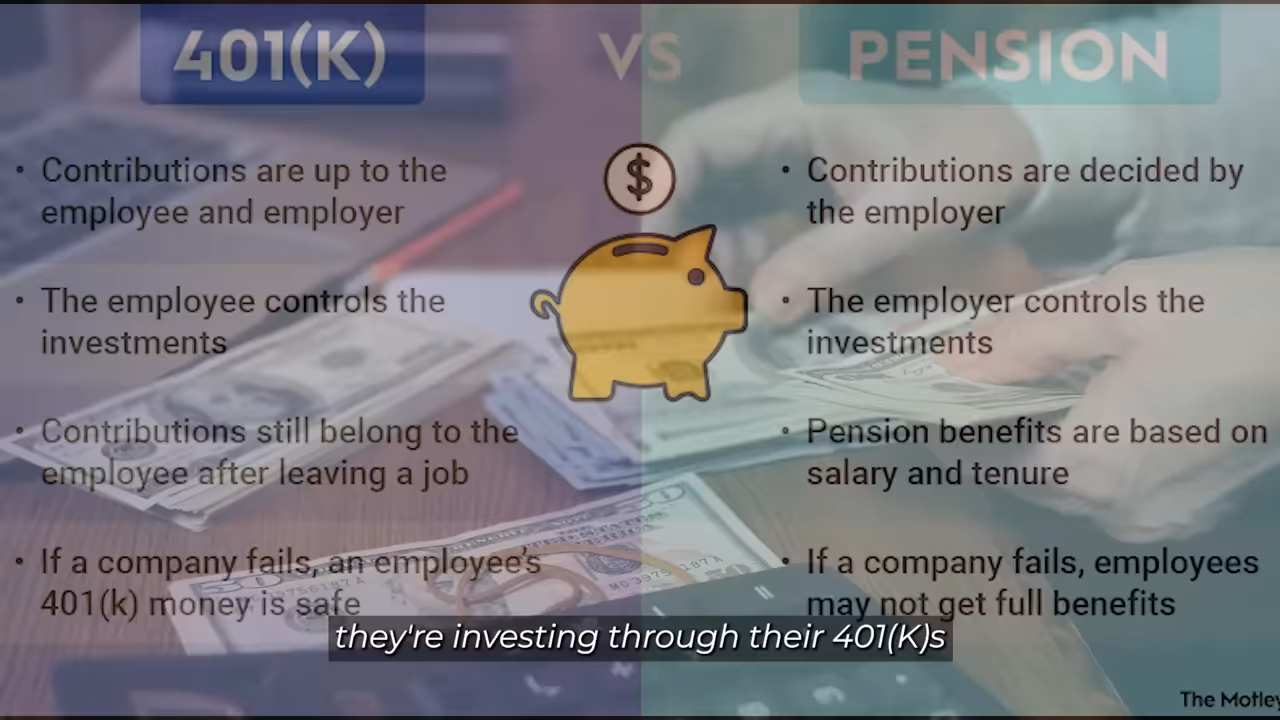 401(K) VS PENSION
• Contributions are up to the
employee and employer
• The employee controls the
investments
• Contributions still belong to the
employee after leaving a job
• If a company fails, an employee's
401(k) money is safe
$
• Contributions are decided by
the employer
• The employer controls the
investments
• Pension benefits are based on
salary and tenure
• If a company fails, employees
may not get full benefits
they're investing through their 401(K)s
The Motley